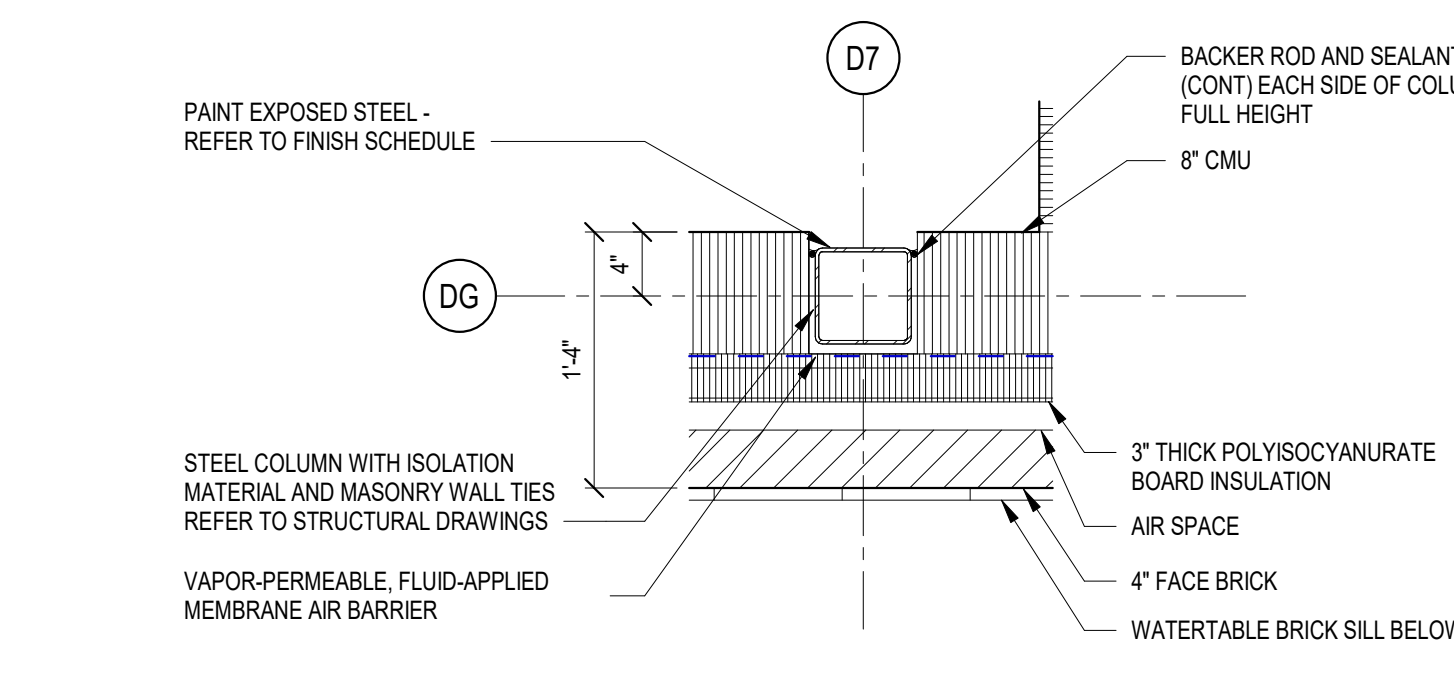 D7
PAINT EXPOSED STEEL -
REFER TO FINISH SCHEDULE
BACKER ROD AND SEALANT
(CONT) EACH SIDE OF
FULL HEIGHT
8" CMU
4"
DG
1'-4"
STEEL COLUMN WITH ISOLATION
MATERIAL AND MASONRY WALL TIES
REFER TO STRUCTURAL DRAWINGS
VAPOR-PERMEABLE, FLUID-APPLIED
MEMBRANE AIR BARRIER
3" THICK POLYISOCYANURATE
BOARD INSULATION
AIR SPACE
4" FACE BRICK
WATERTABLE BRICK SILL BELOW